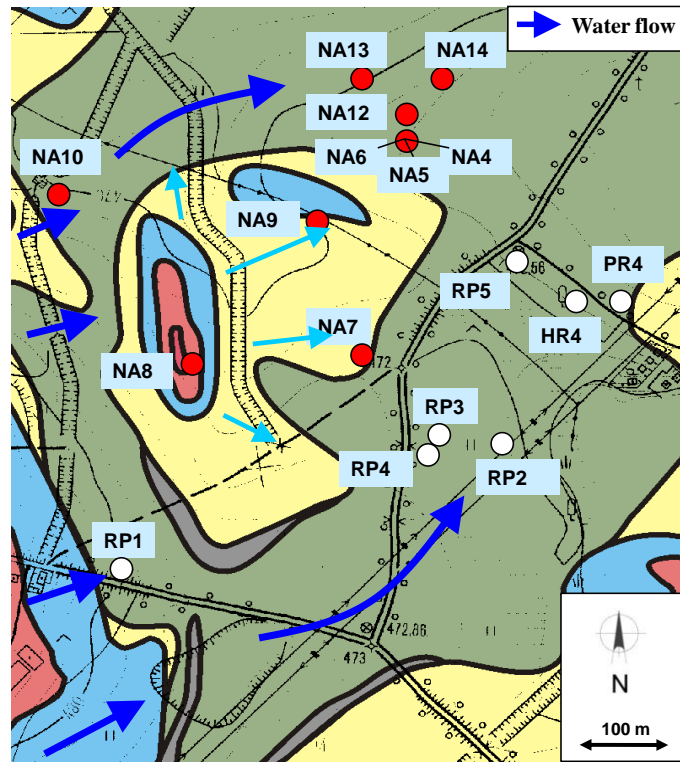 Water flow
NA13
NA14
NA12
NA10
NA6
NA4
NA5
NA9
RP5
PR4
HR4
NA7
172
NA8
RP3
RP4
RP2
RP1
472,86
473
N
100 m